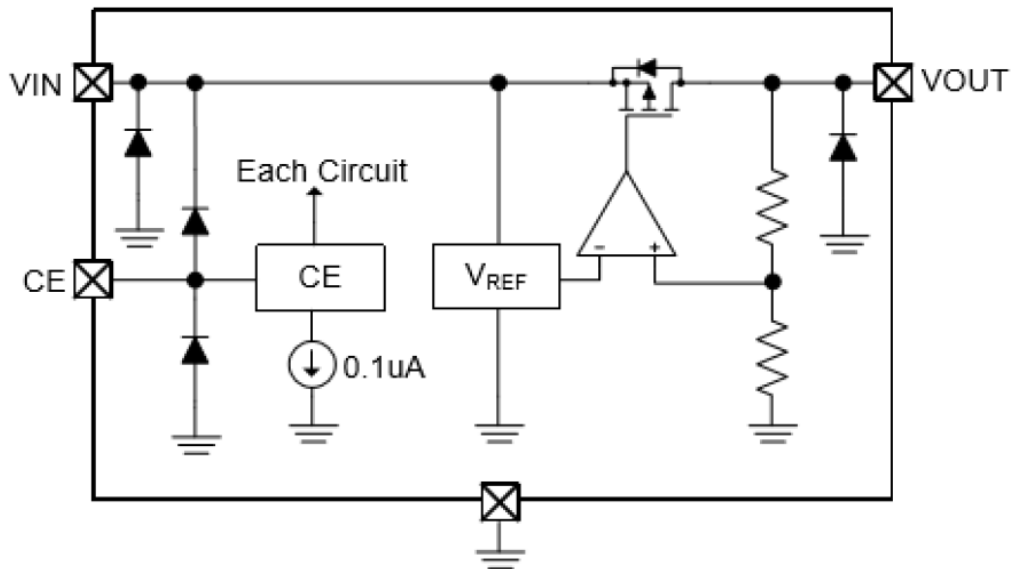 VIN
VOUT
Each Circuit
CE
CE
VREF
- +
0.1uA